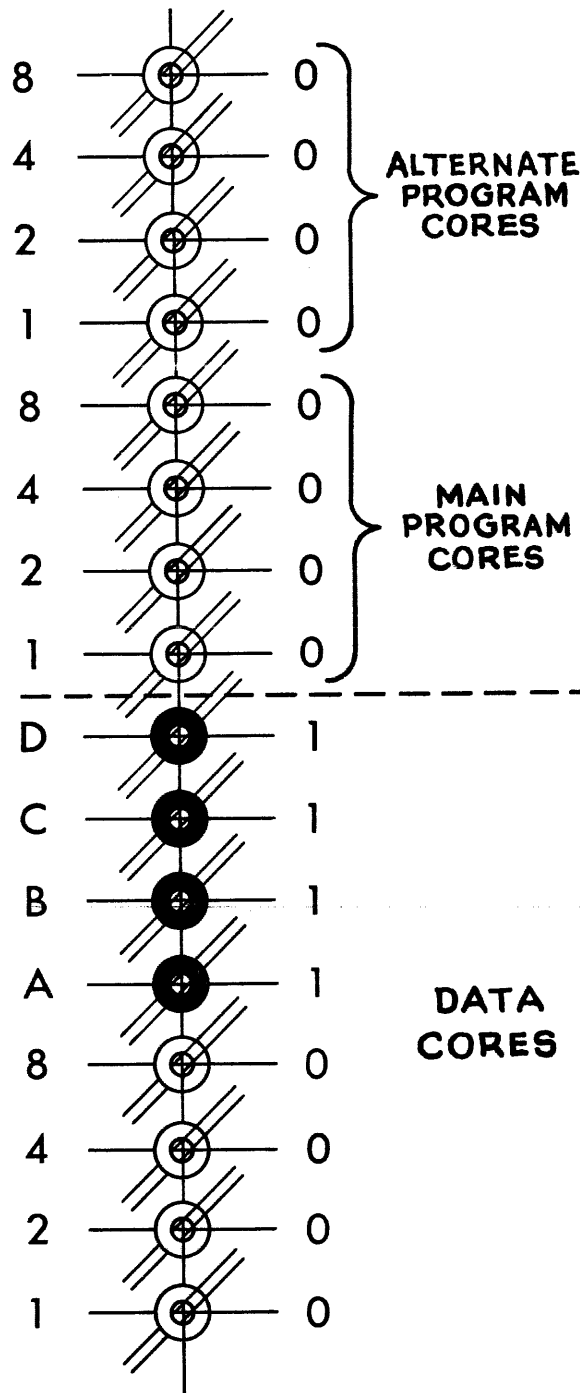 8 0
4 0
ALTERNATE
PROGRAM
CORES
2 0
1 0
8 0
4 0
MAIN
PROGRAM
CORES
2 0
1 0
D 1
C 1
B 1
A 1
DATA
CORES
8 0
4 0
2 0
1 0